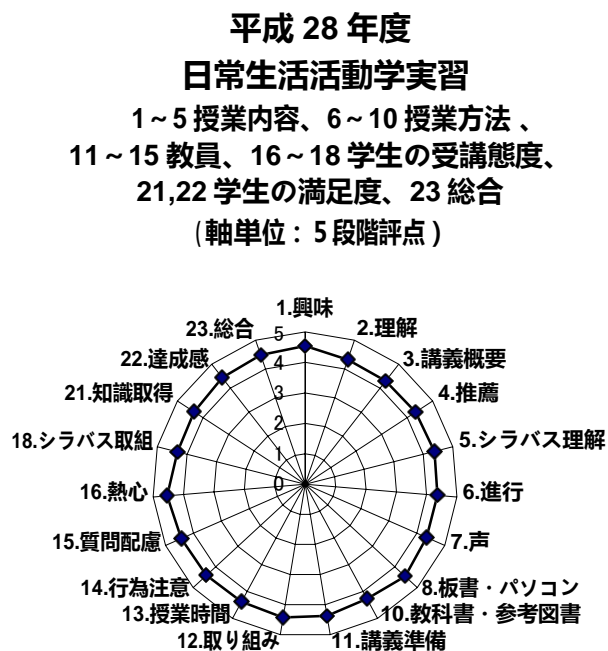 平成 28 年度
日常生活活動学実習
1～5 授業内容、6～10 授業方法 、
11～15 教員、16～18 学生の受講態度、
21,22 学生の満足度、23 総合
(軸単位：5 段階評点 )
1.興味
2.理解
3.講義概要
4.推薦
5.シラバス理解
6.進行
7.声
8.板書・パソコン
10.教科書・参考図書
11.講義準備
12.取り組み
13.授業時間
14.行為注意
15.質問配慮
16.熱心
18.シラバス取組
21.知識取得
22.達成感
23.総合
5
4
3
2
1
0